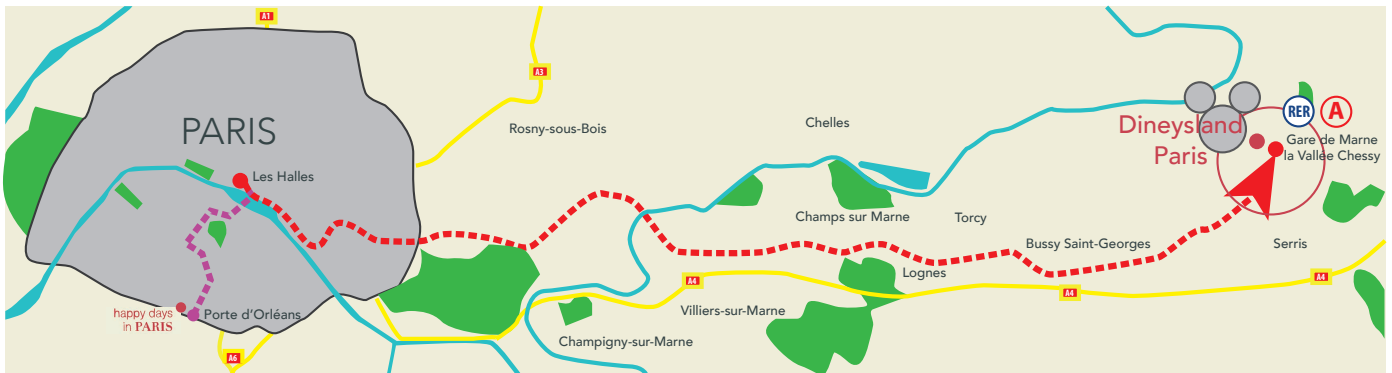 A1
A3
PARIS
Rosny-sous-Bois
Chelles
Dineysland
Paris
RER
A
Gare de Marne
la Vallée Chessy
Les Halles
Champs sur Marne
Torcy
Bussy Saint-Georges
Serris
Lognes
A4
A4
A4
happy days
in PARIS
Porte d'Orléans
Villiers-sur-Marne
Champigny-sur-Marne
A6